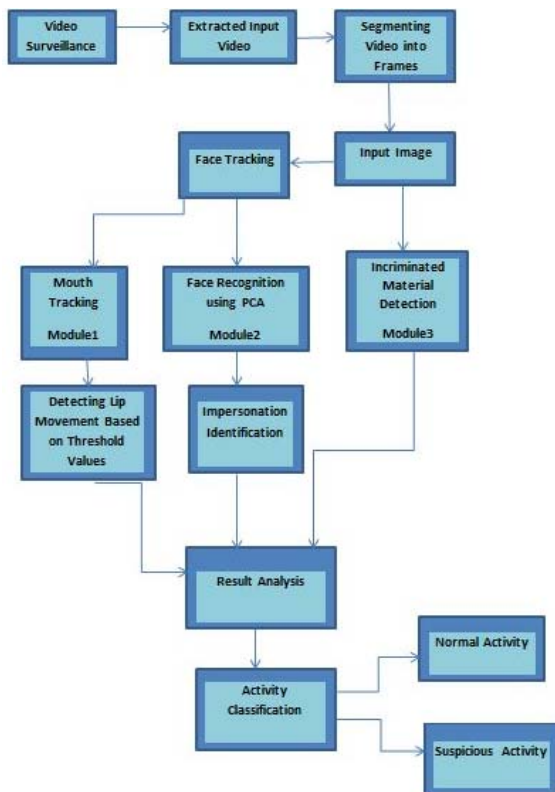 Video
Surveillance
Extracted Input
Video
Segmenting
Video into
Frames
Face Tracking
Input Image
Mouth
Tracking
Module1
Face Recognition
using PCA
Module2
Incriminated
Material
Detection
Module3
Detecting Lip
Movement Based
on Threshold
Values
Impersonation
Identification
Result Analysis
Activity
Classification
Normal Activity
Suspicious Activity